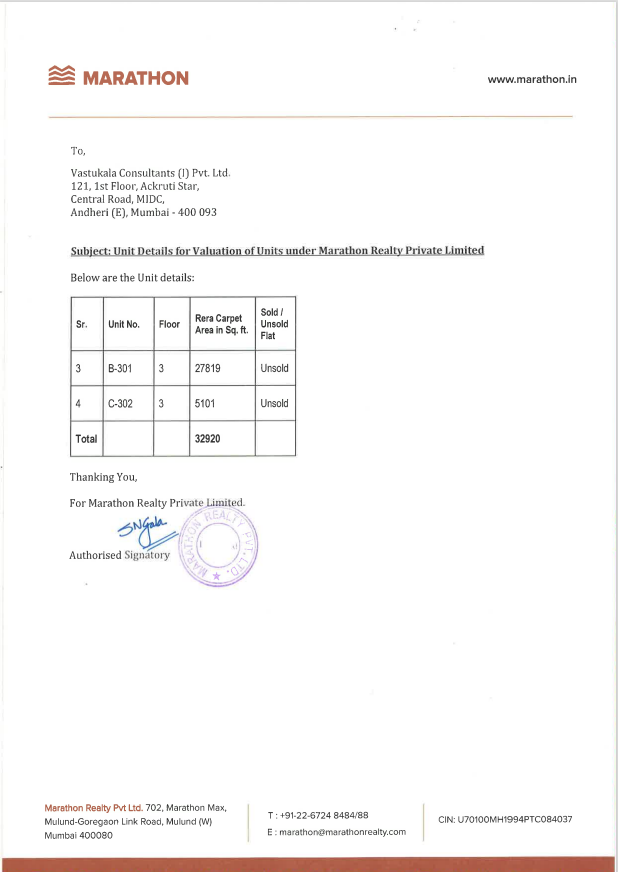 MARATHON
www.marathon.in
To,
Vastukala Consultants (I) Pvt. Ltd.
121, 1st Floor, Ackruti Star,
Central Road, MIDC,
Andheri (E), Mumbai - 400 093
Subject: Unit Details for Valuation of Units under Marathon Realty Private Limited
Below are the Unit details:
Sr. Unit No. Floor Rera Carpet Area in Sq. ft. Sold / Unsold Flat
3 B-301 3 27819 Unsold
4 C-302 3 5101 Unsold
Total 32920
Thanking You,
For Marathon Realty Private Limited.
SNGala
MARATHON REALTY PVT. LTD.
Authorised Signatory
Marathon Realty Pvt Ltd. 702, Marathon Max,
Mulund-Goregaon Link Road, Mulund (W)
Mumbai 400080
T : +91-22-6724 8484/88
E : marathon@marathonrealty.com
CIN: U70100MH1994PTC084037